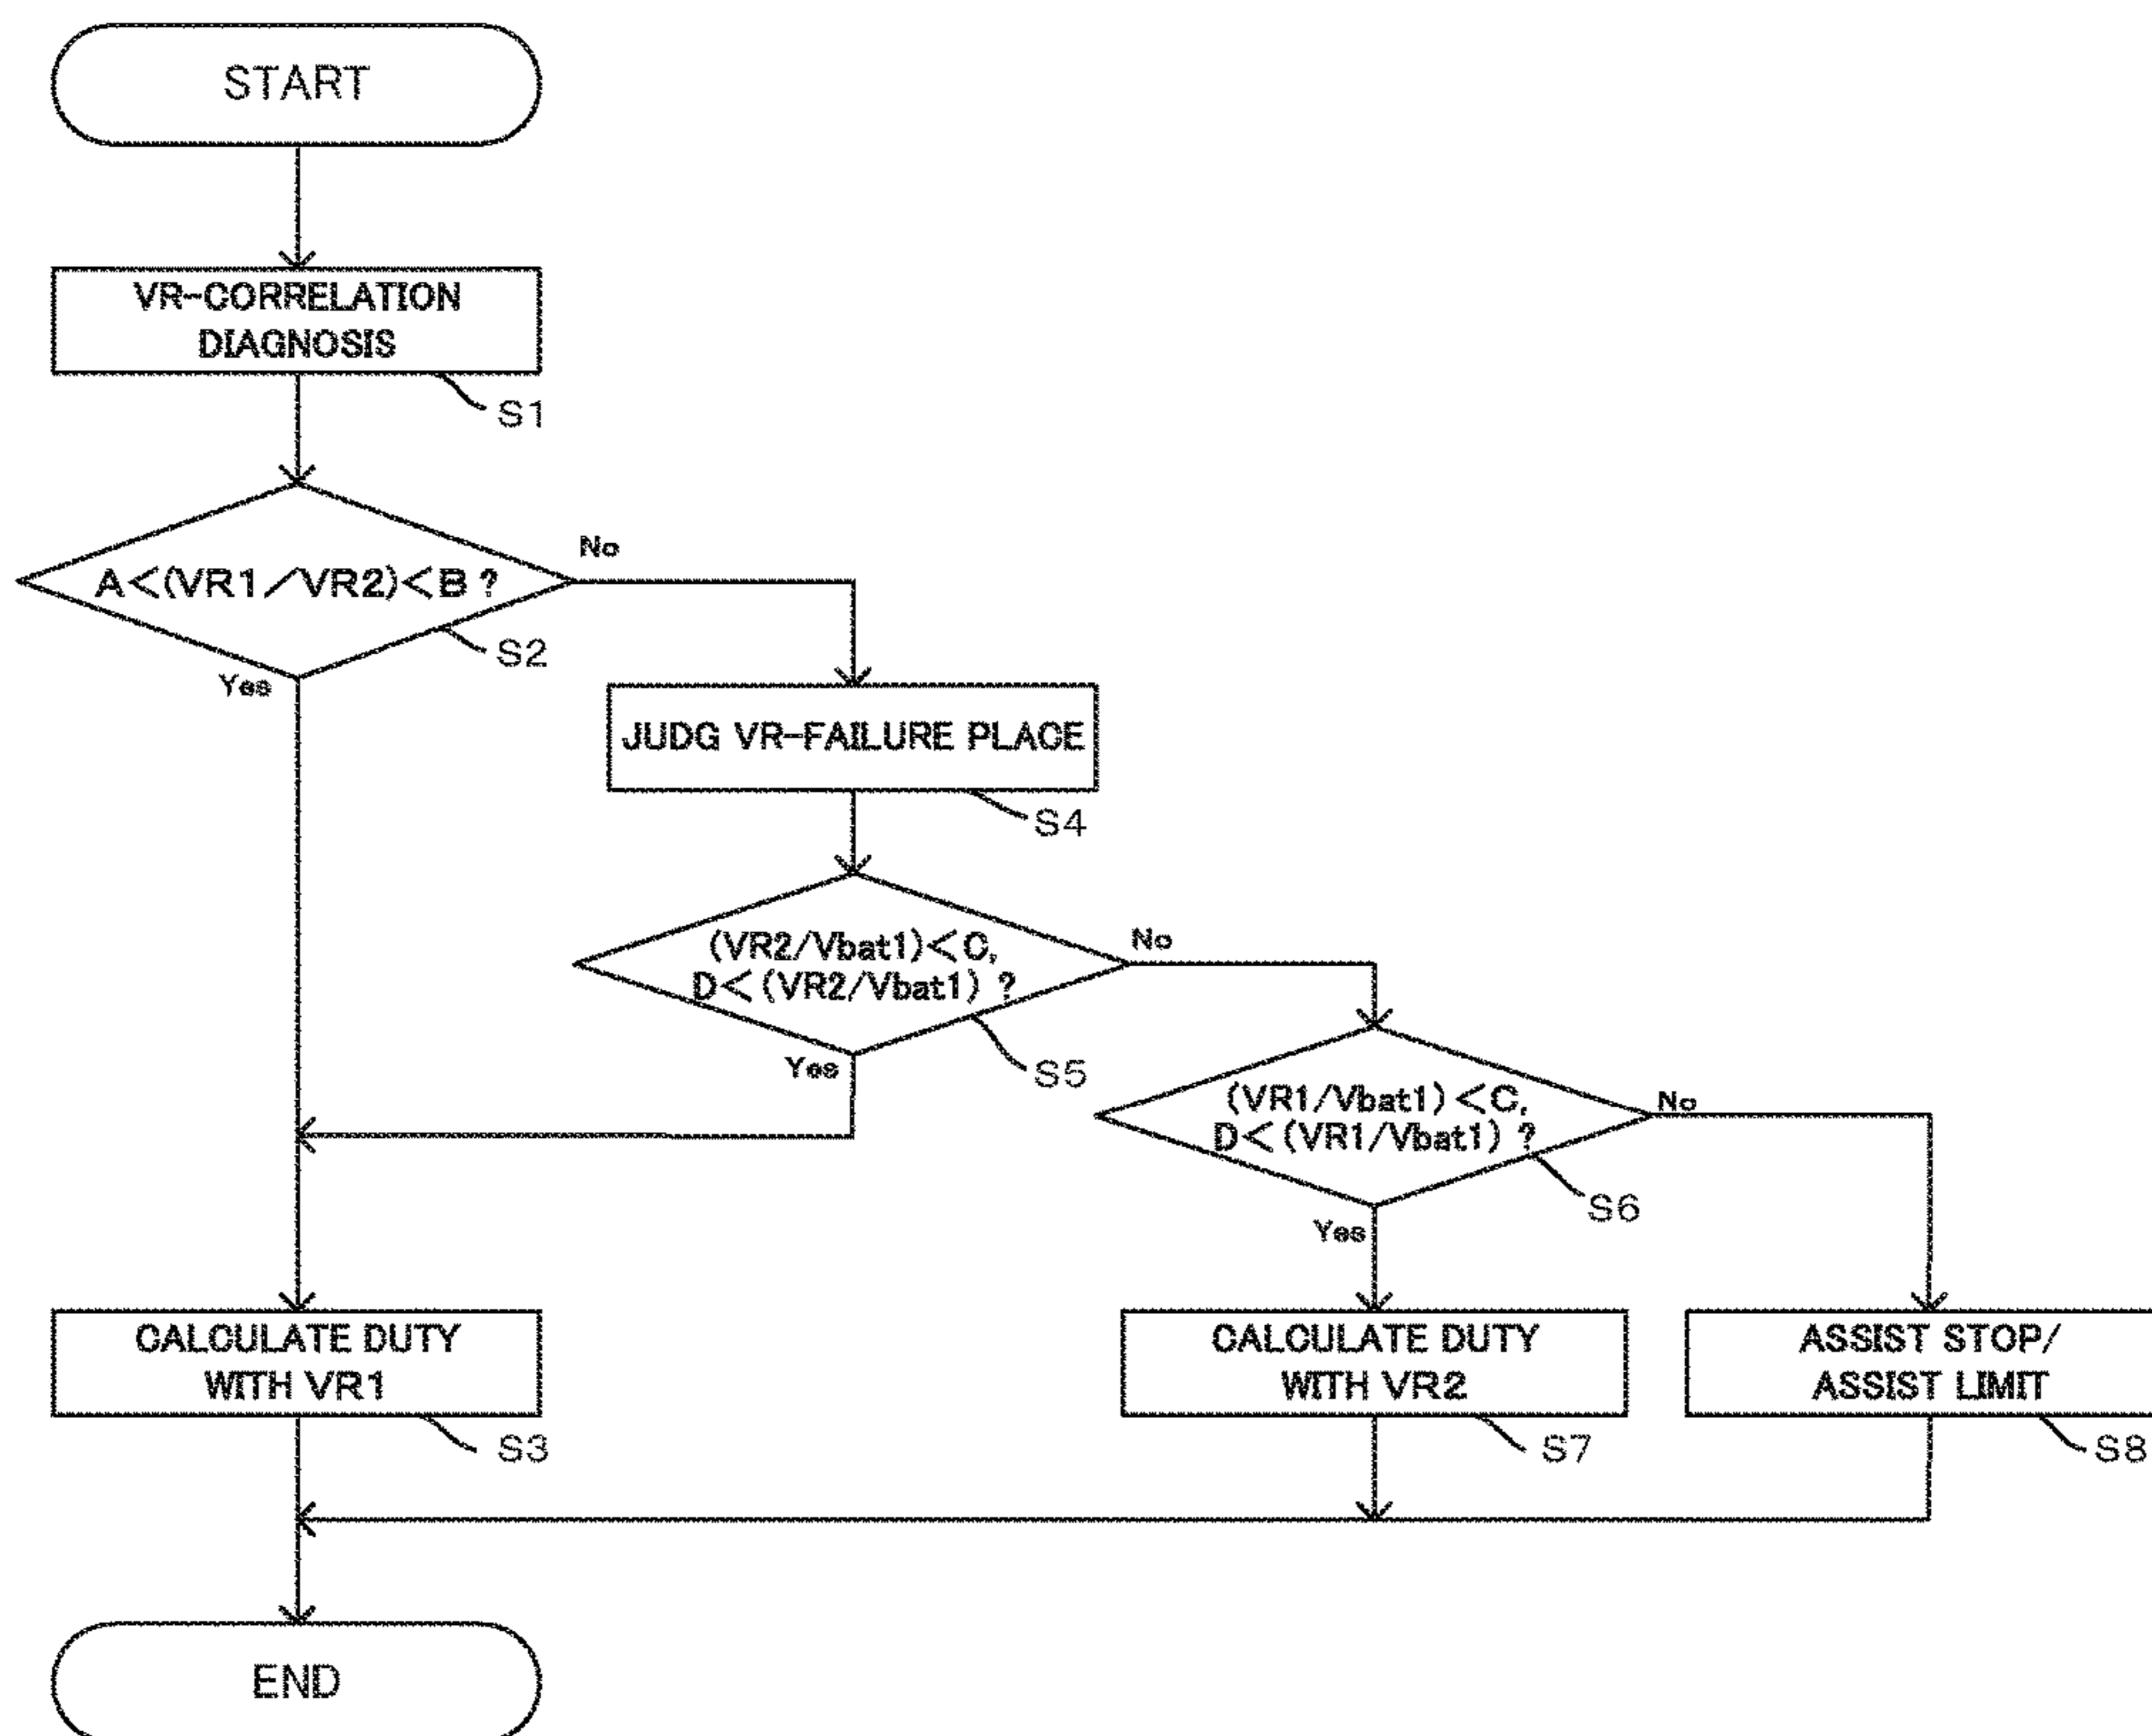 START
VR-CORRELATION
DIAGNOSIS
S1
A<(VR1/VR2)<B?
No
S2
Yes
JUDG VR-FAILURE PLACE
S4
(VR2/Vbat1)<C,
D<(VR2/Vbat1) ?
No
Yes
S5
(VR1/Vbat1)<C,
D<(VR1/Vbat1) ?
No
S6
Yes
CALCULATE DUTY
WITH VR1
S3
CALCULATE DUTY
WITH VR2
S7
ASSIST STOP/
ASSIST LIMIT
S8
END